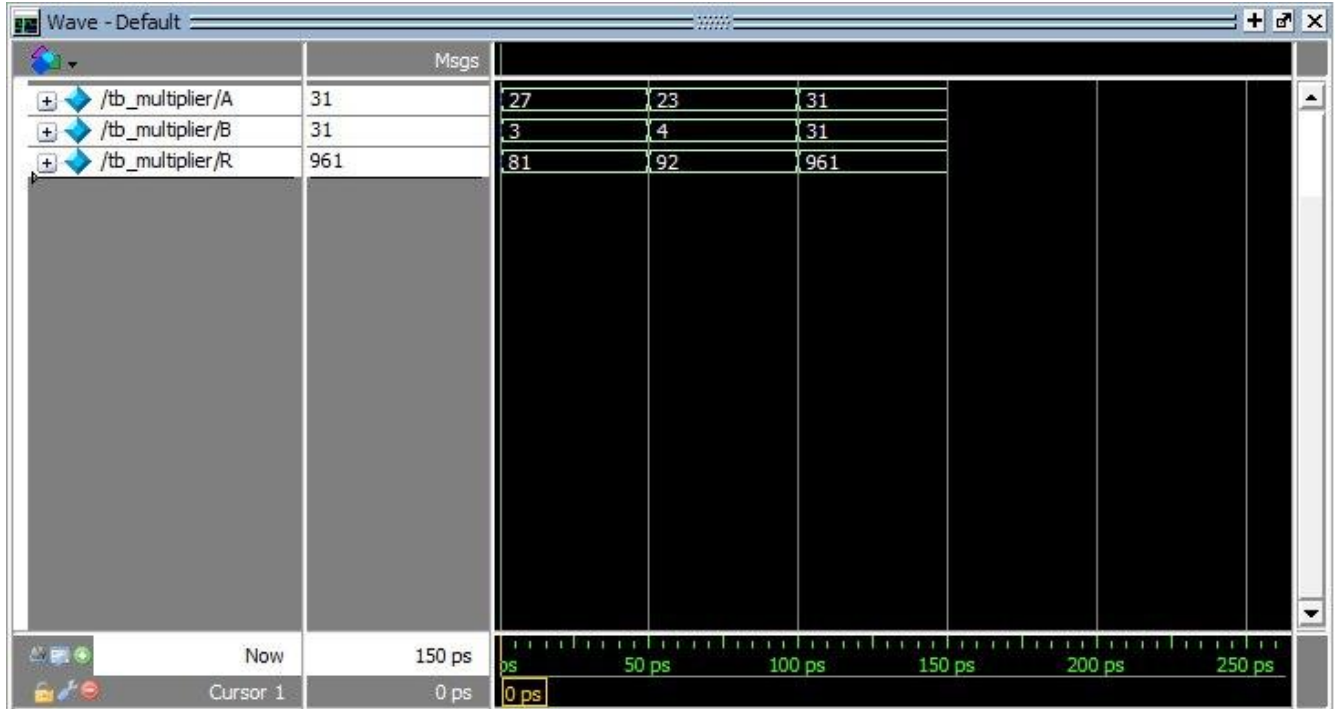 Wave - Default
Msgs
/tb_multiplier/A 31 27 23 31
/tb_multiplier/B 31 3 4 31
/tb_multiplier/R 961 81 92 961
Now 150 ps ps 50 ps 100 ps 150 ps 200 ps 250 ps
Cursor 1 0 ps 0 ps